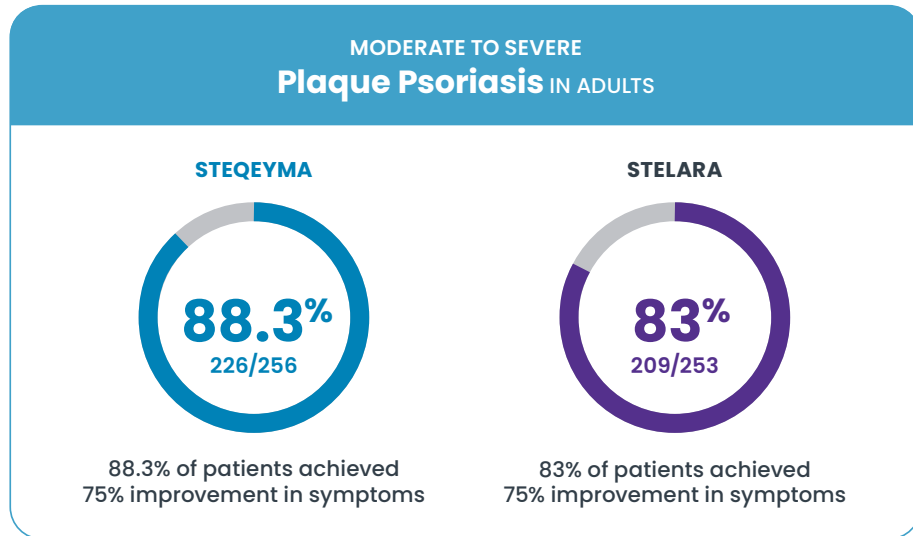 MODERATE TO SEVERE
Plaque Psoriasis IN ADULTS
STEQEYMA
88.3%
226/256
88.3% of patients achieved
75% improvement in symptoms
STELARA
83%
209/253
83% of patients achieved
75% improvement in symptoms